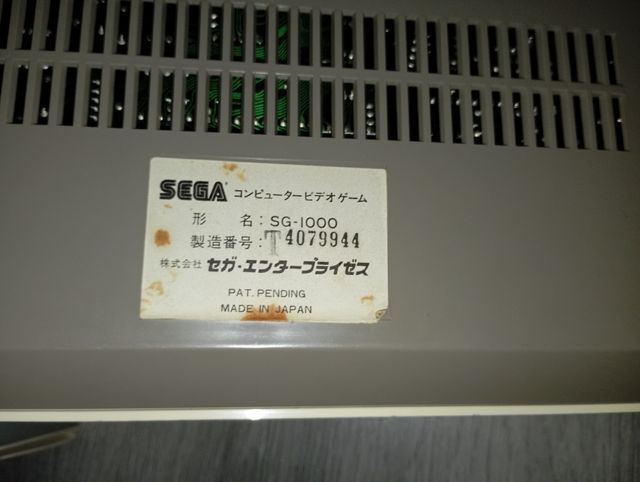 SEGA コンピュータービデオゲーム
形 名：SG-1000
製造番号：T4079944
株式会社 セガ・エンタープライゼス
PAT. PENDING
MADE IN JAPAN